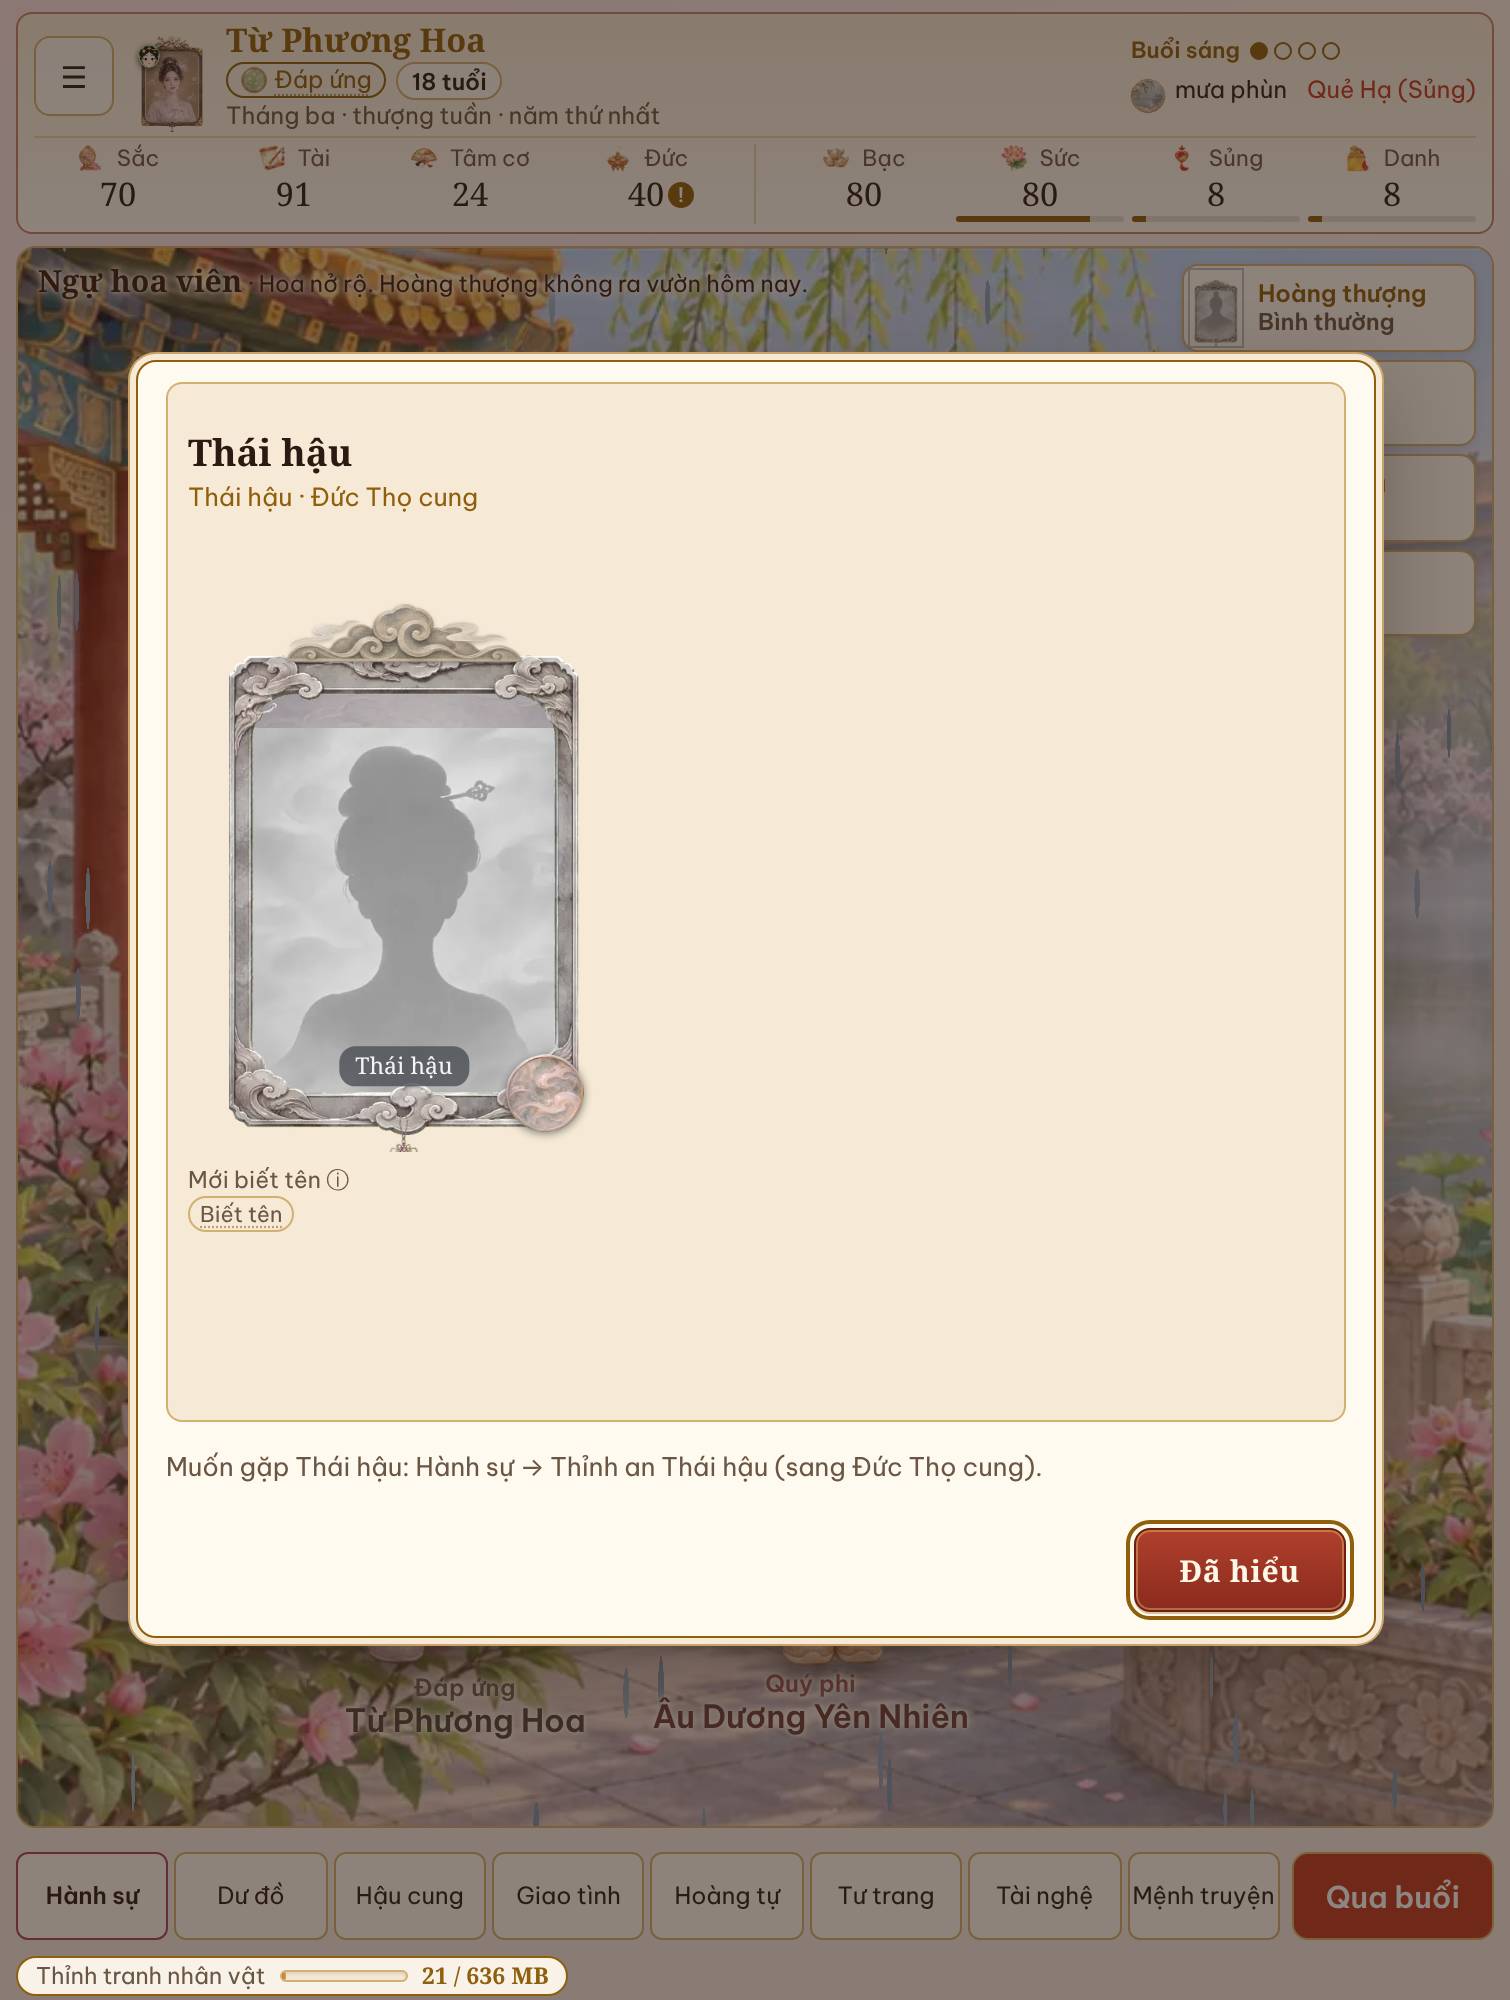 ☰
Từ Phương Hoa
Đáp ứng 18 tuổi
Tháng ba · thượng tuần · năm thứ nhất
Buổi sáng
mưa phùn Quẻ Hạ (Sủng)
Sắc Tài Tâm cơ Đức Bạc Sức Sủng Danh
70 91 24 40 ! 80 80 8 8
Ngự hoa viên · Hoa nở rộ. Hoàng thượng không ra vườn hôm nay.
Hoàng thượng
Bình thường
Thái hậu
Thái hậu · Đức Thọ cung
Thái hậu
Mới biết tên ⓘ
Biết tên
Muốn gặp Thái hậu: Hành sự → Thỉnh an Thái hậu (sang Đức Thọ cung).
Đã hiểu
Đáp ứng
Từ Phương Hoa
Quý phi
Âu Dương Yên Nhiên
Hành sự Dư đồ Hậu cung Giao tình Hoàng tự Tư trang Tài nghệ Mệnh truyện Qua buổi
Thỉnh tranh nhân vật 21 / 636 MB